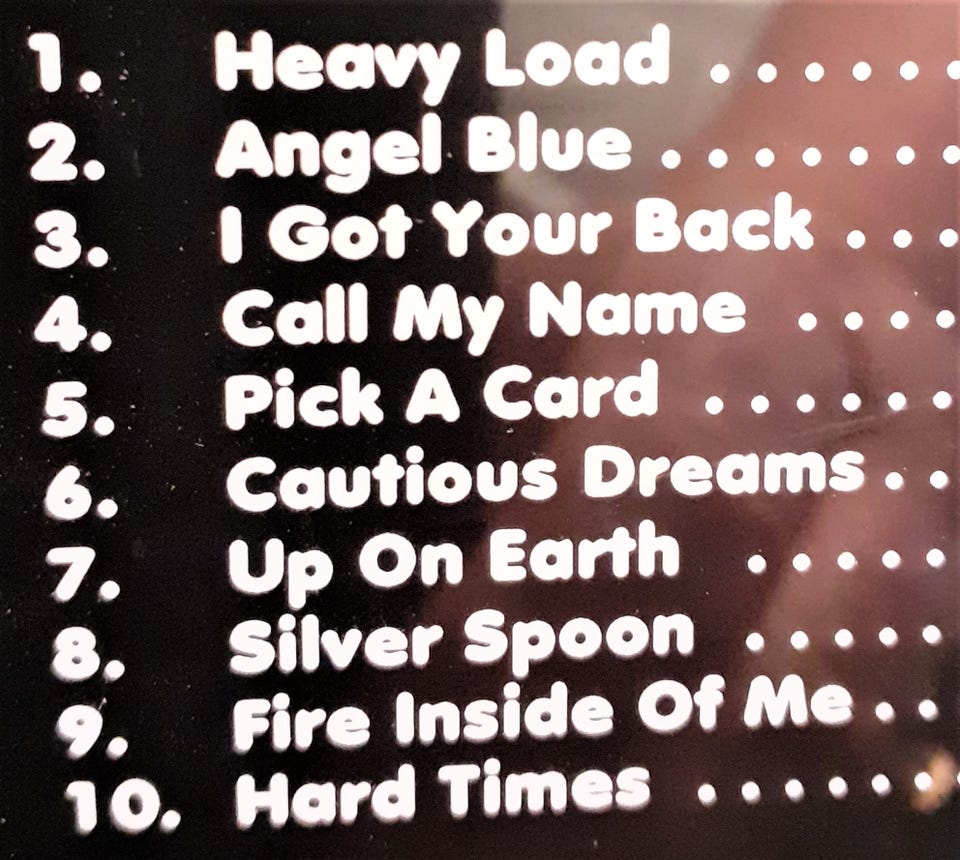 1. Heavy Load . . . . . .
2. Angel Blue . . . . . . .
3. I Got Your Back . . .
4. Call My Name . . . .
5. Pick A Card . . . . . .
6. Cautious Dreams . .
7. Up On Earth . . . . .
8. Silver Spoon . . . . .
9. Fire Inside Of Me . .
10. Hard Times . . . . . .